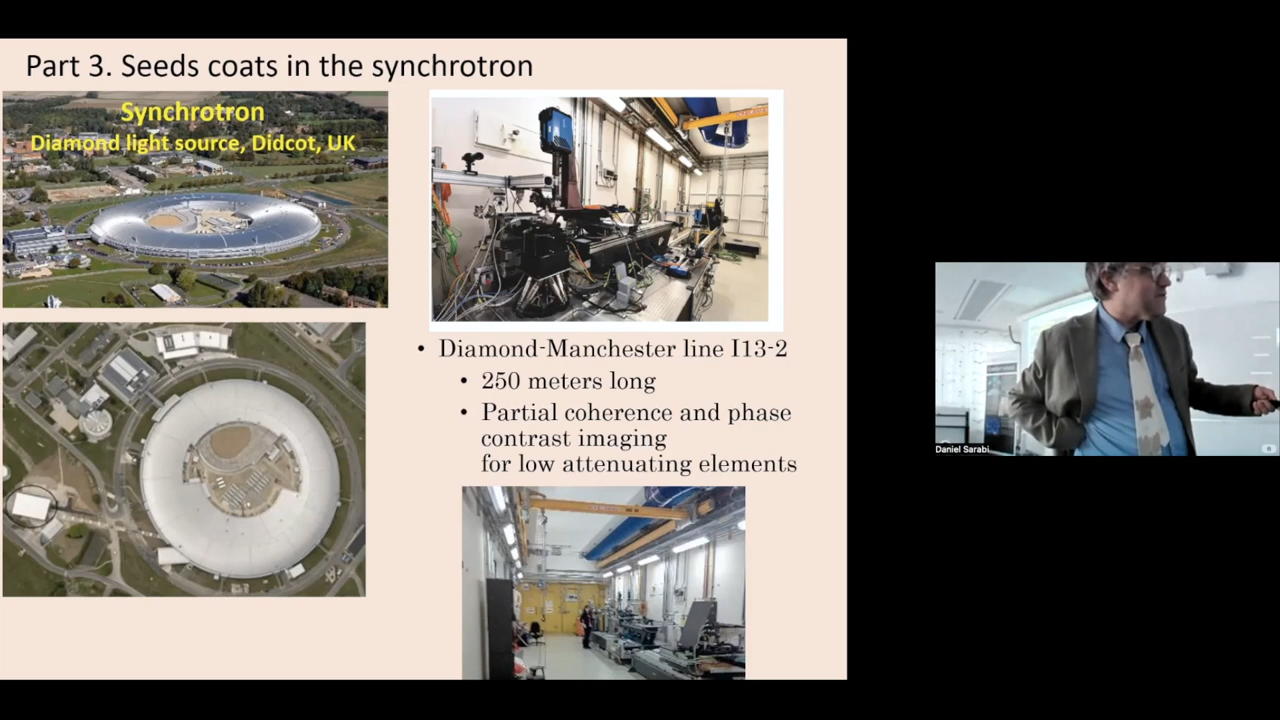 Part 3. Seeds coats in the synchrotron
Synchrotron
Diamond light source, Didcot, UK
• Diamond-Manchester line I13-2
• 250 meters long
• Partial coherence and phase
contrast imaging
for low attenuating elements
Daniel Sarabi